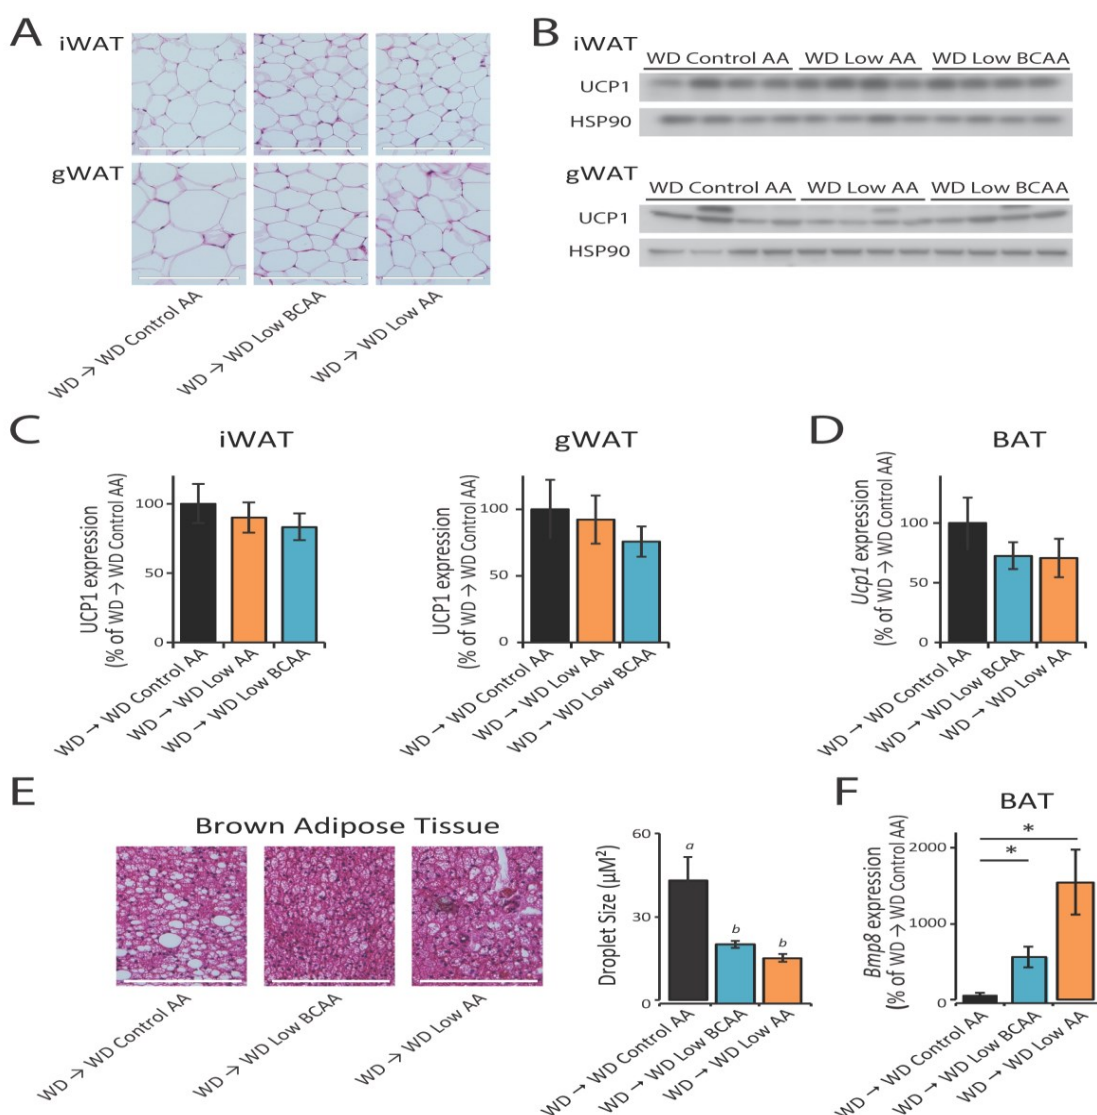 A
iWAT
gWAT
WD → WD Control AA
WD → WD Low BCAA
WD → WD Low AA
B
iWAT
WD Control AA WD Low AA WD Low BCAA
UCP1
HSP90
gWAT
WD Control AA WD Low AA WD Low BCAA
UCP1
HSP90
C
iWAT
UCP1 expression
(% of WD → WD Control AA)
100
50
0
WD → WD Control AA
WD → WD Low AA
WD → WD Low BCAA
gWAT
UCP1 expression
(% of WD → WD Control AA)
100
50
0
WD → WD Control AA
WD → WD Low AA
WD → WD Low BCAA
D
BAT
Ucp1 expression
(% of WD → WD Control AA)
100
50
0
WD → WD Control AA
WD → WD Low BCAA
WD → WD Low AA
E
Brown Adipose Tissue
WD → WD Control AA
WD → WD Low BCAA
WD → WD Low AA
Droplet Size (µM²)
60
30
0
a
b
b
WD → WD Control AA
WD → WD Low BCAA
WD → WD Low AA
F
BAT
Bmp8 expression
(% of WD → WD Control AA)
2000
1000
0
*
*
WD → WD Control AA
WD → WD Low BCAA
WD → WD Low AA